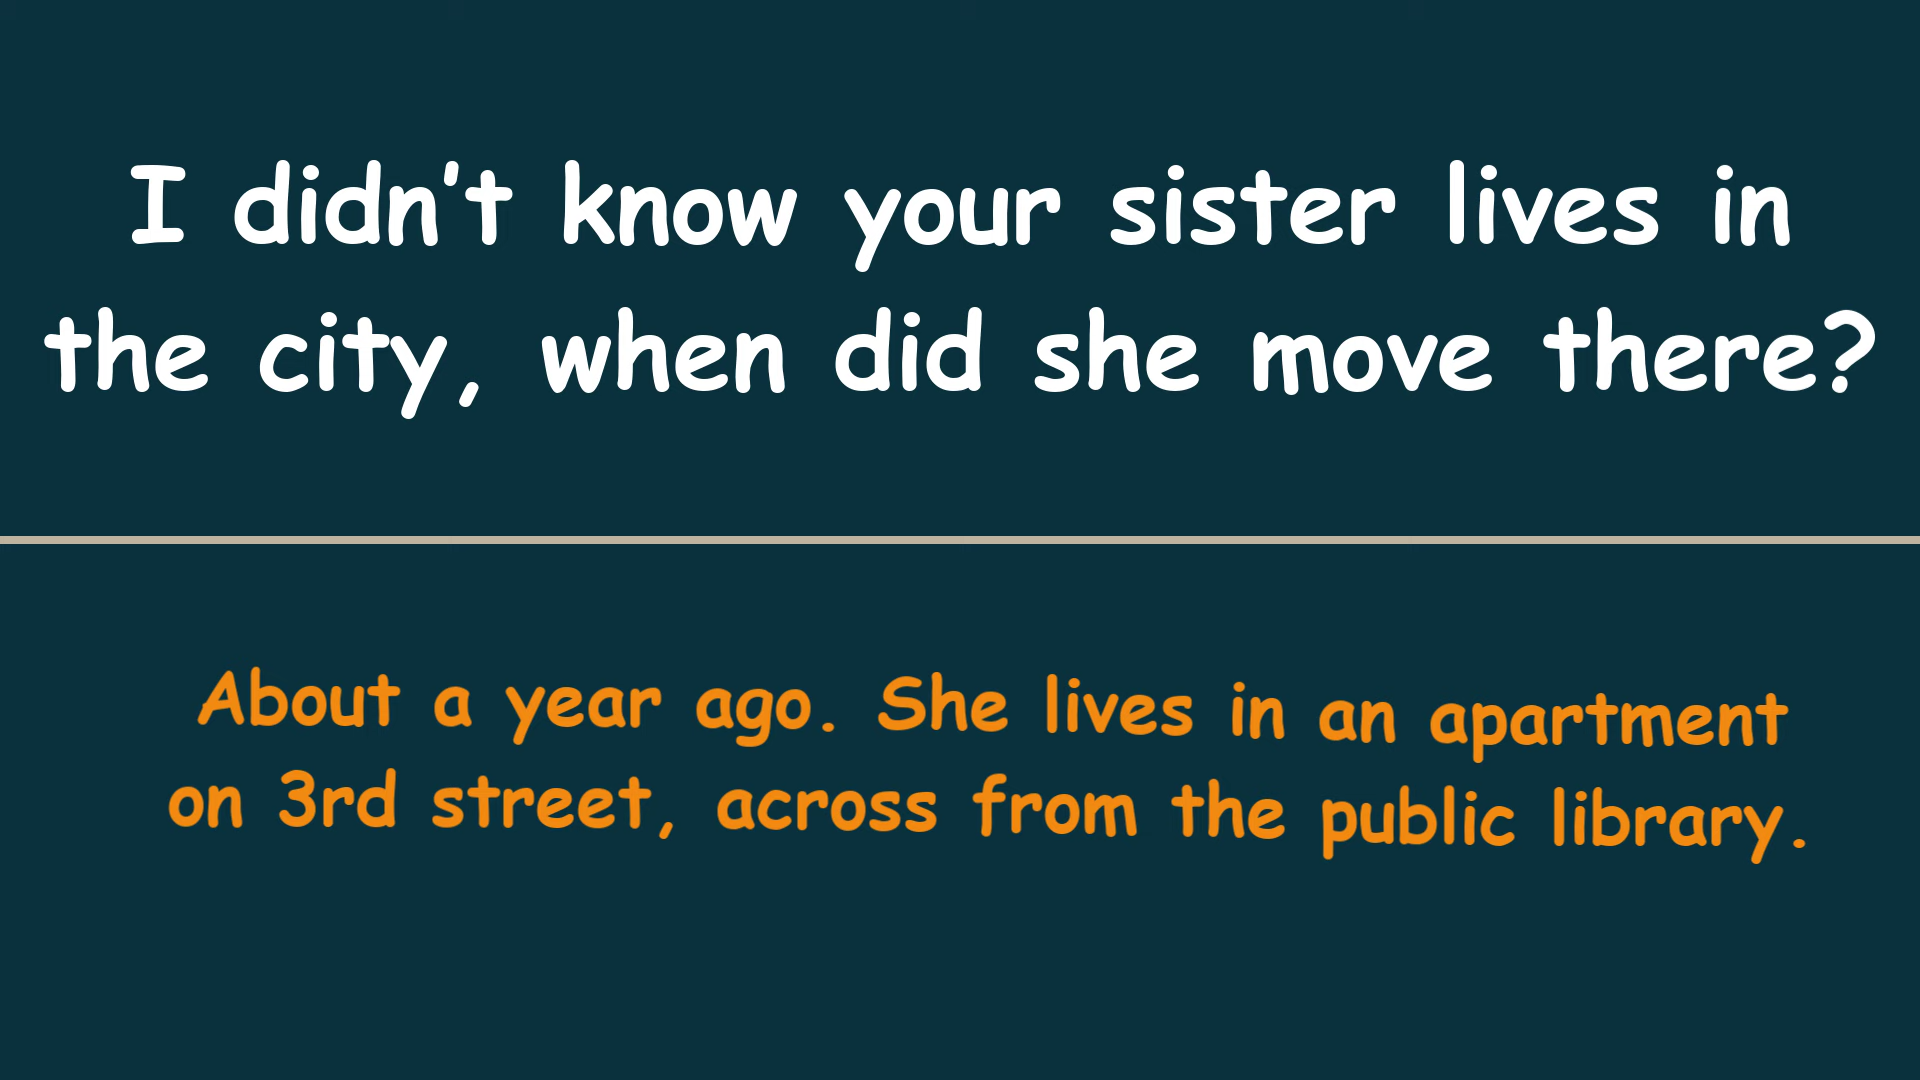 I didn’t know your sister lives in
the city, when did she move there?
About a year ago. She lives in an apartment
on 3rd street, across from the public library.